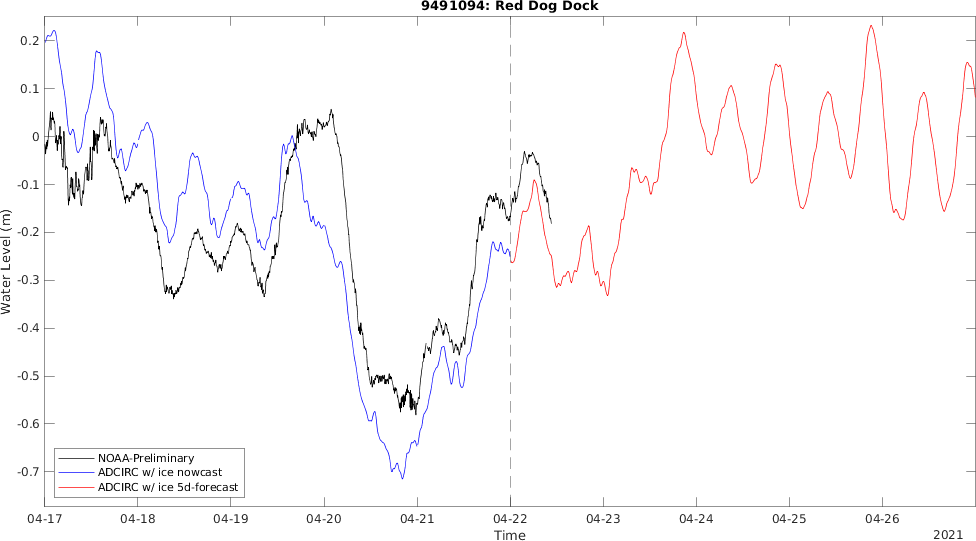 9491094: Red Dog Dock
0.2
0.1
0
-0.1
-0.2
-0.3
-0.4
-0.5
-0.6
-0.7
Water Level (m)
NOAA-Preliminary
ADCIRC w/ ice nowcast
ADCIRC w/ ice 5d-forecast
04-17 04-18 04-19 04-20 04-21 04-22 04-23 04-24 04-25 04-26
Time
2021